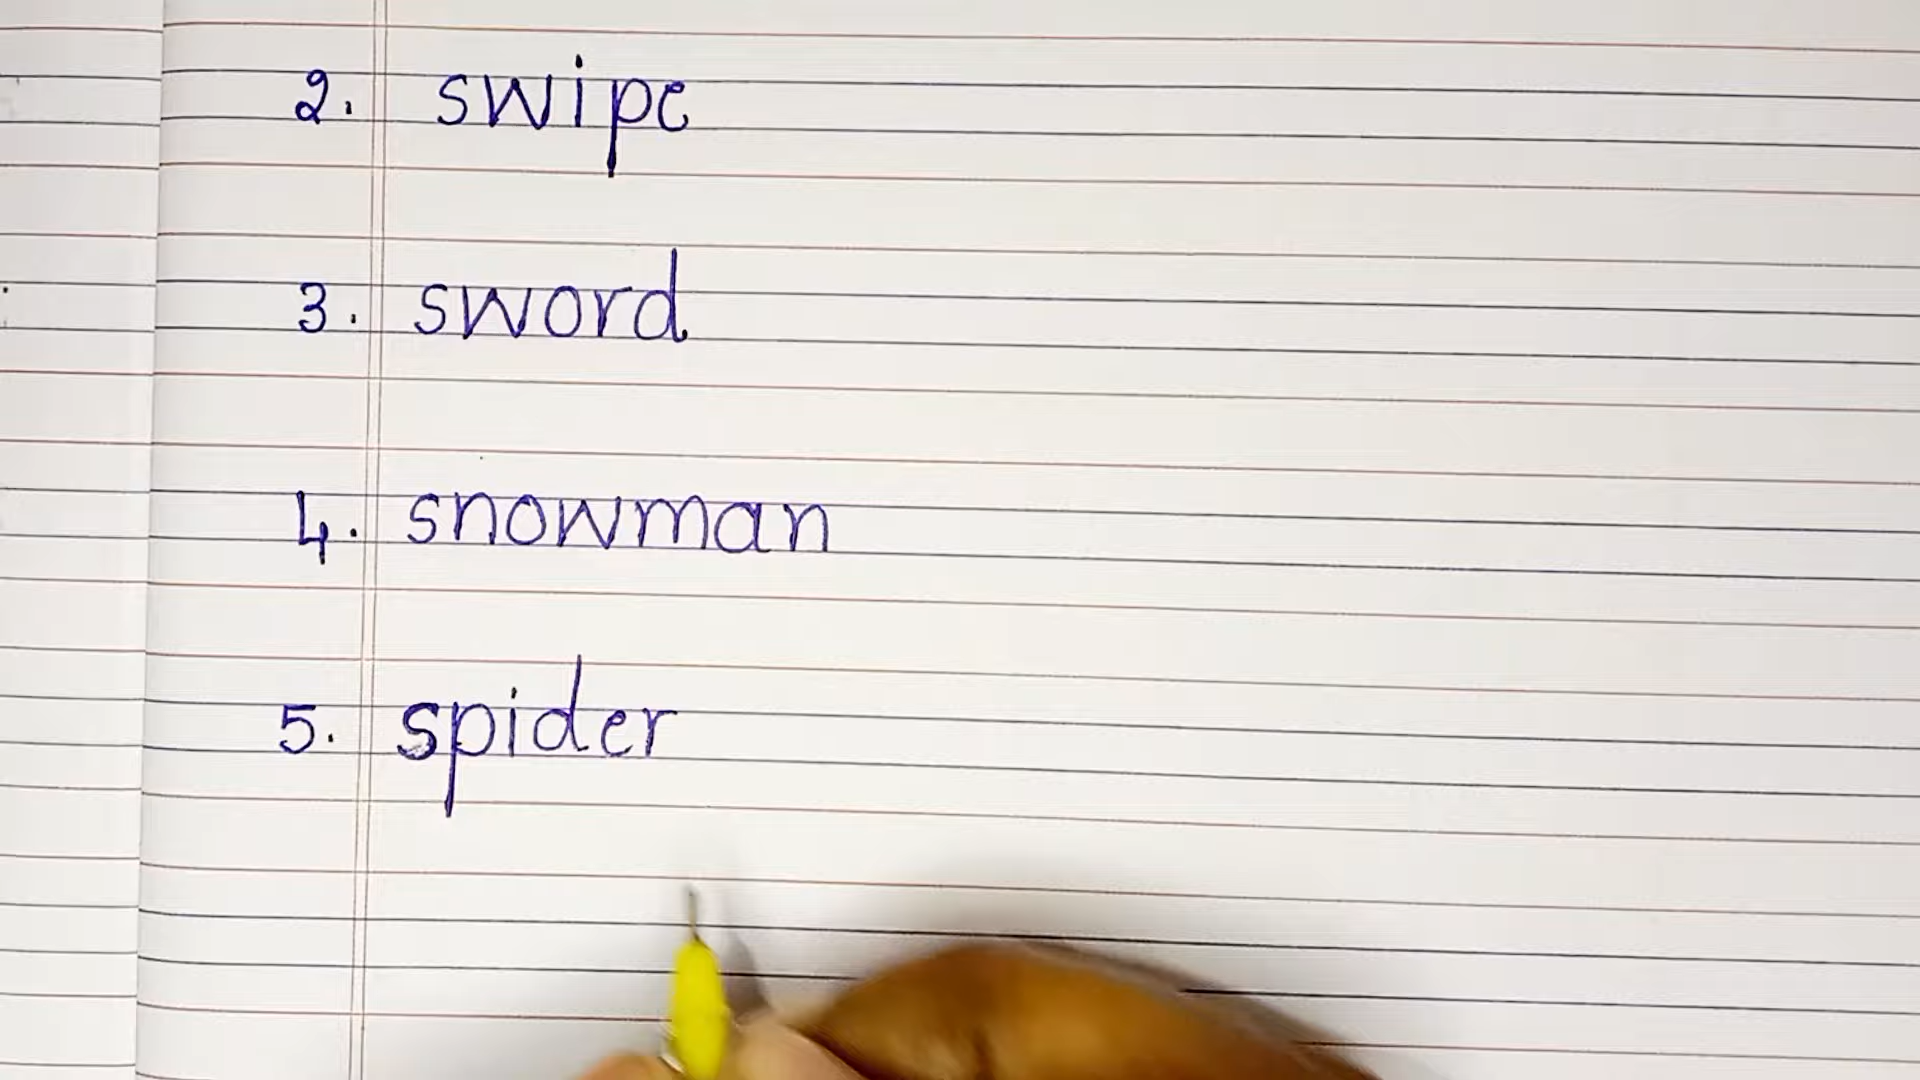 2. swipe
3. sword
4. snowman
5. spider